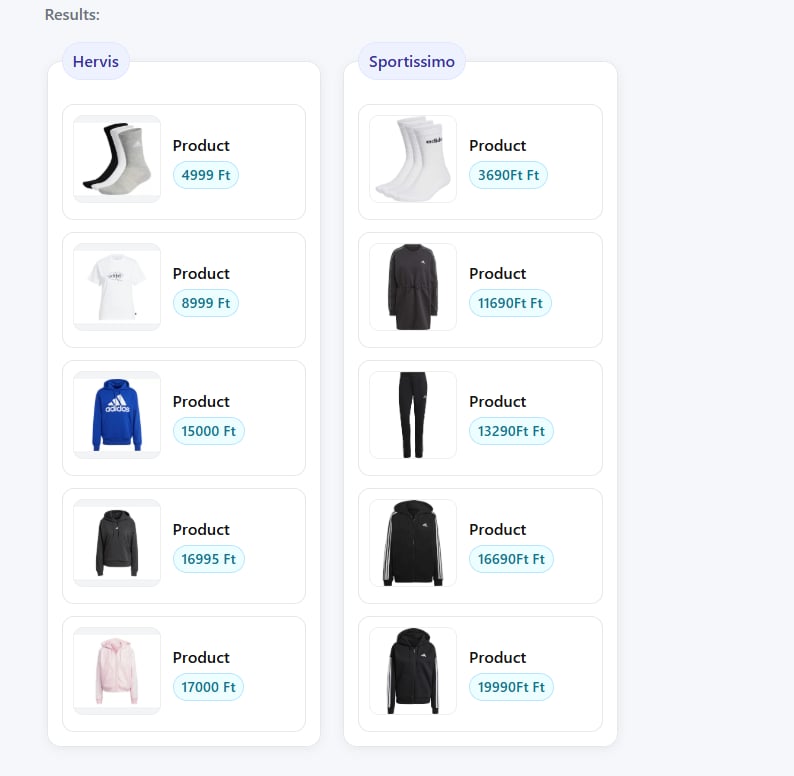 Results:
Hervis
Product
4999 Ft
Product
8999 Ft
adidas
Product
15000 Ft
Product
16995 Ft
Product
17000 Ft
Sportissimo
Product
3690Ft Ft
Product
11690Ft Ft
Product
13290Ft Ft
Product
16690Ft Ft
Product
19990Ft Ft